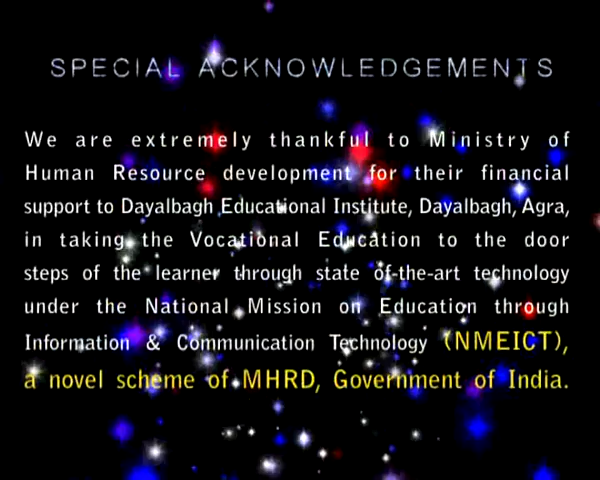 SPECIAL ACKNOWLEDGEMENTS
We are extremely thankful to Ministry of
Human Resource development for their financial
support to Dayalbagh Educational Institute, Dayalbagh, Agra,
in taking the Vocational Education to the door
steps of the learner through state of-the-art technology
under the National Mission on Education through
Information & Communication Technology (NMEICT),
a novel scheme of MHRD, Government of India.